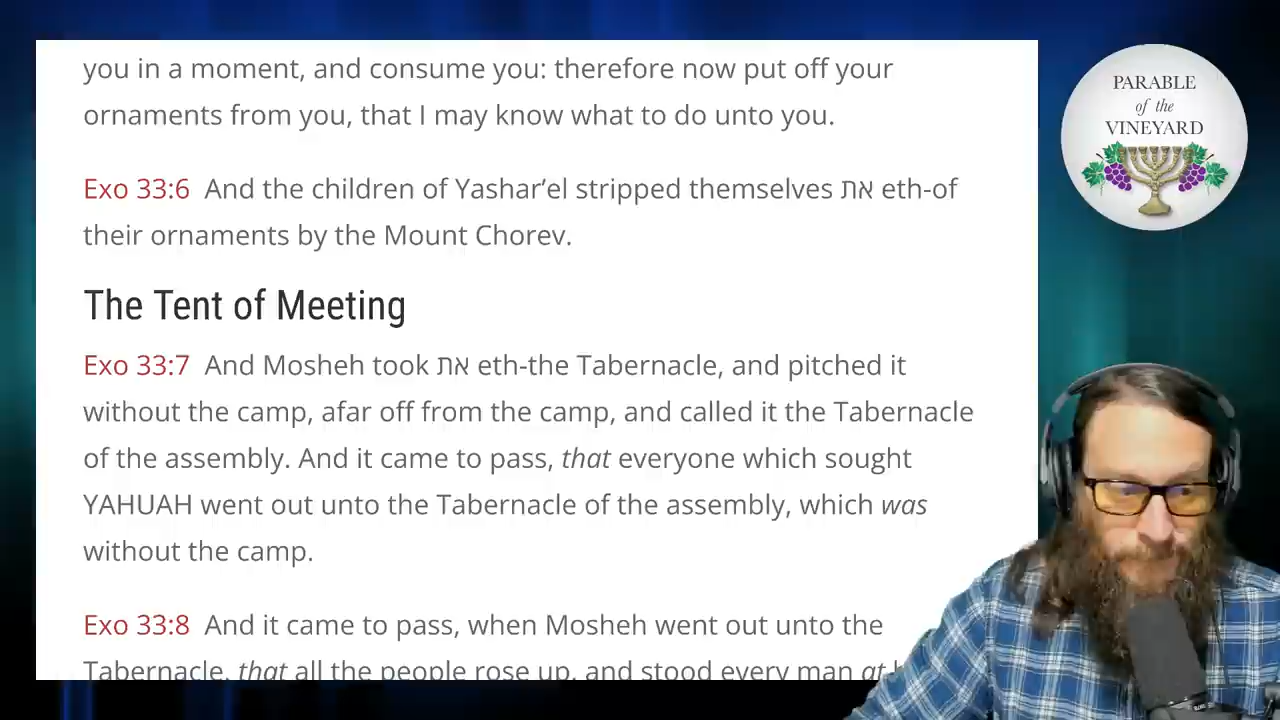 you in a moment, and consume you: therefore now put off your
ornaments from you, that I may know what to do unto you.
Exo 33:6 And the children of Yashar’el stripped themselves את eth-of
their ornaments by the Mount Chorev.
The Tent of Meeting
Exo 33:7 And Mosheh took את eth-the Tabernacle, and pitched it
without the camp, afar off from the camp, and called it the Tabernacle
of the assembly. And it came to pass, that everyone which sought
YAHUAH went out unto the Tabernacle of the assembly, which was
without the camp.
Exo 33:8 And it came to pass, when Mosheh went out unto the
Tabernacle, that all the people rose up, and stood every man at
PARABLE
of the
VINEYARD